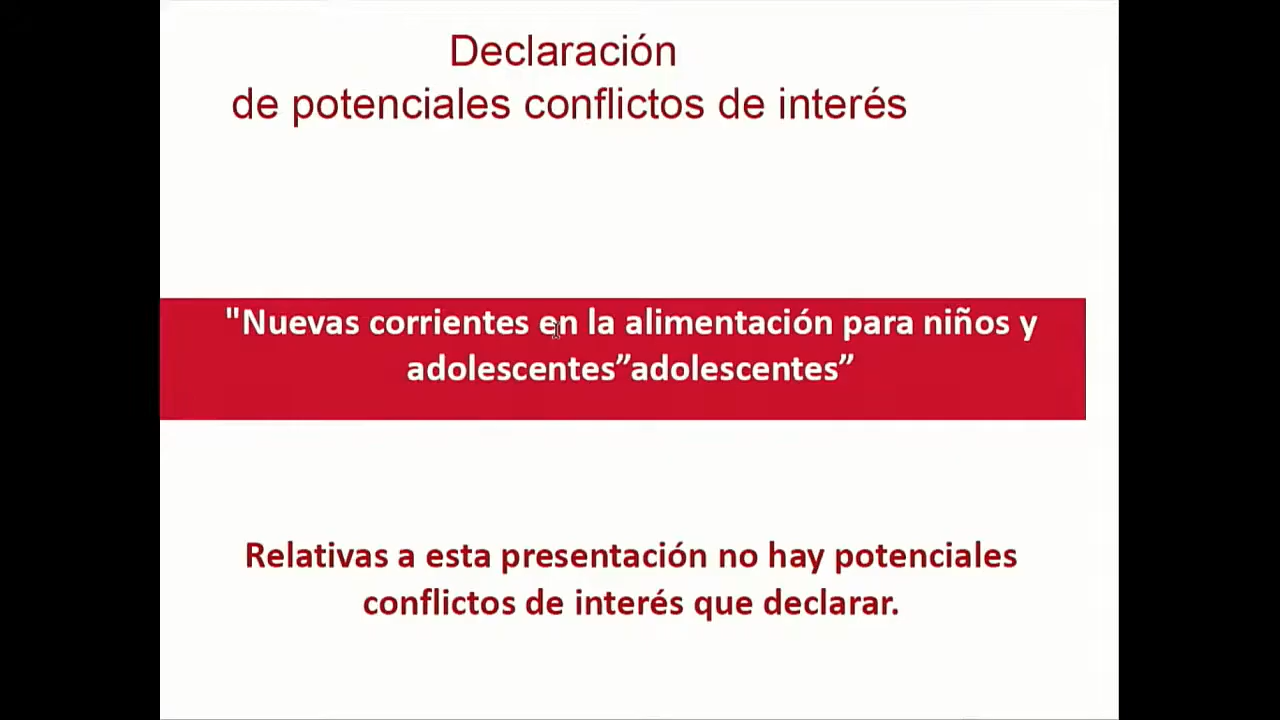 Declaración
de potenciales conflictos de interés
"Nuevas corrientes en la alimentación para niños y
adolescentes”adolescentes”
Relativas a esta presentación no hay potenciales
conflictos de interés que declarar.